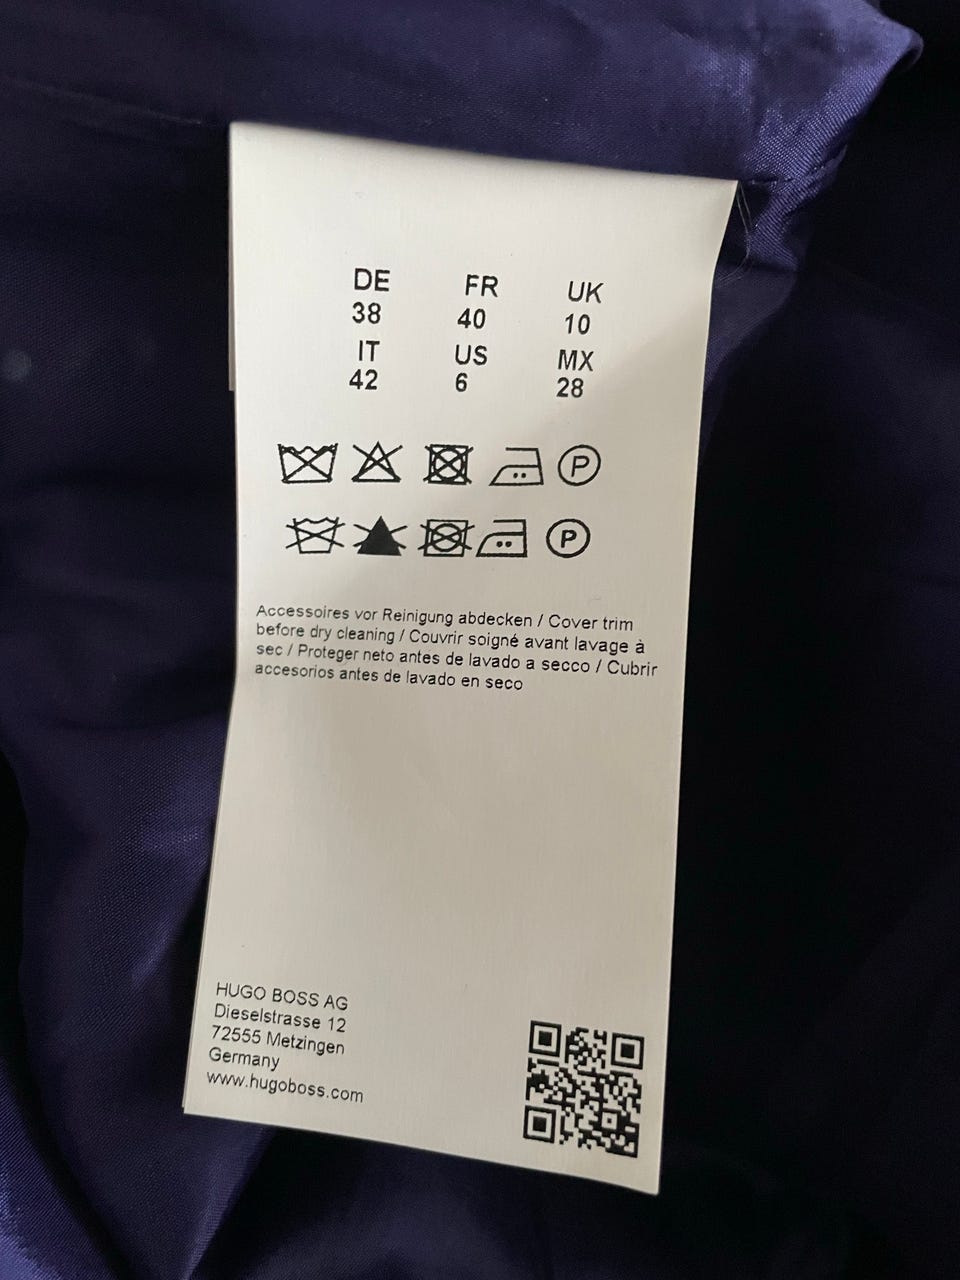 DE FR UK
38 40 10
IT US MX
42 6 28
P
P
Accessoires vor Reinigung abdecken / Cover trim
before dry cleaning / Couvrir soigné avant lavage à
sec / Proteger neto antes de lavado a secco / Cubrir
accesorios antes de lavado en seco
HUGO BOSS AG
Dieselstrasse 12
72555 Metzingen
Germany
www.hugoboss.com